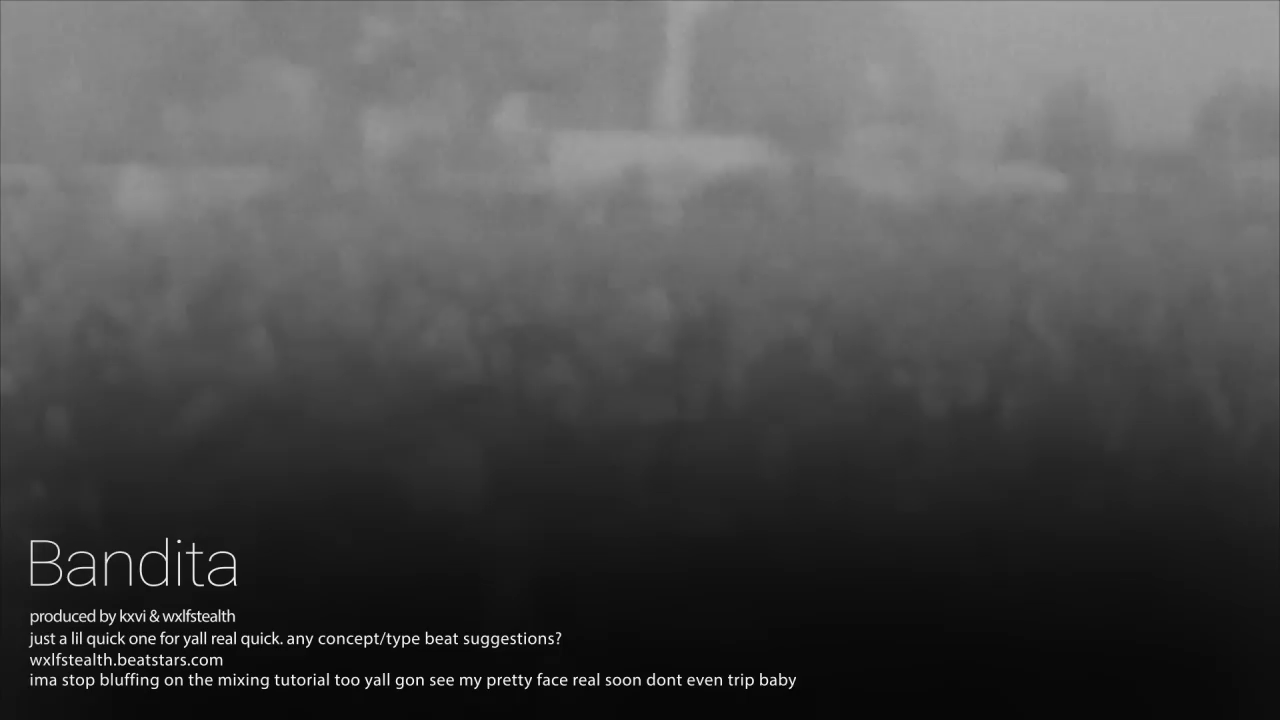 Bandita
produced by kxvi & wxlfstealth
just a lil quick one for yall real quick. any concept/type beat suggestions?
wxlfstealth.beatstars.com
ima stop bluffing on the mixing tutorial too yall gon see my pretty face real soon dont even trip baby